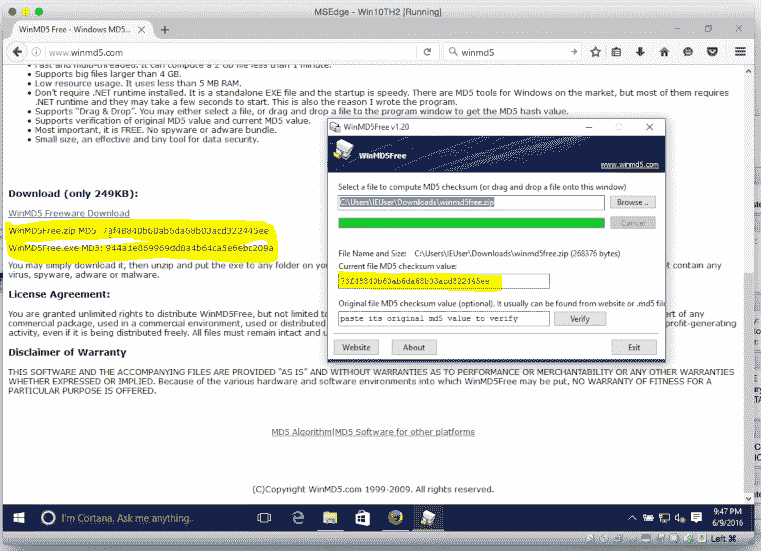 MSEdge - Win10TH2 [Running]
WinMD5 Free - Windows MD5...
www.winmd5.com
winmd5
Fast and multi-threaded. It can compute a 2 GB file less than 1 minute.
• Supports big files larger than 4 GB.
• Low resource usage. It uses less than 5 MB RAM.
• Don't require .NET runtime installed. It is a standalone EXE file and the startup is speedy. There are MD5 tools for Windows on the market, but most of them requires
.NET runtime and they may take a few seconds to start. This is also the reason I wrote the program.
• Supports "Drag & Drop". You may either select a file, or drag and drop a file to the program window to get the MD5 hash value.
• Supports verification of original MD5 value and current MD5 value.
• Most important, it is FREE. No spyware or adware bundle.
• Small size, an effective and tiny tool for data security.
WinMD5Free v1.20
WinMD5Free
www.winmd5.com
Select a file to compute MD5 checksum (or drag and drop a file onto this window)
C:\Users\IEUser\Downloads\winmd5free.zip
Browse ..
Cancel
File Name and Size: C:\Users\IEUser\Downloads\winmd5free.zip (268376 bytes)
Current file MD5 checksum value:
73f48840b60ab6da68b03acd322445ee
Original file MD5 checksum value (optional). It usually can be found from website or .md5 file
paste its original md5 value to verify
Verify
Website
About
Exit
Download (only 249KB):
WinMD5 Freeware Download
WinMD5Free.zip MD5: 73f48840b60ab6da68b03acd322445ee
WinMD5Free.exe MD5: 944a1e869969dd8a4b64ca5e6ebc209a
You may simply download it, then unzip and put the exe to any folder on you
t contain any
virus, spyware, adware or malware.
License Agreement:
You are granted unlimited rights to distribute WinMD5Free, but not limited to
rt of any
commercial package, used in a commercial environment, used or distributed
profit-generating
activity, even if it is being distributed freely. All files must remain intact and u
Disclaimer of Warranty
THIS SOFTWARE AND THE ACCOMPANYING FILES ARE PROVIDED "AS IS" AND WITHOUT WARRANTIES AS TO PERFORMANCE OR MERCHANTABILITY OR ANY OTHER WARRANTIES
WHETHER EXPRESSED OR IMPLIED. Because of the various hardware and software environments into which WinMD5Free may be put, NO WARRANTY OF FITNESS FOR A
PARTICULAR PURPOSE IS OFFERED.
MD5 Algorithm|MD5 Software for other platforms
(C)Copyright WinMD5.com 1999-2009. All rights reserved.
I'm Cortana. Ask me anything.
9:47 PM
6/9/2016
Left ⌘